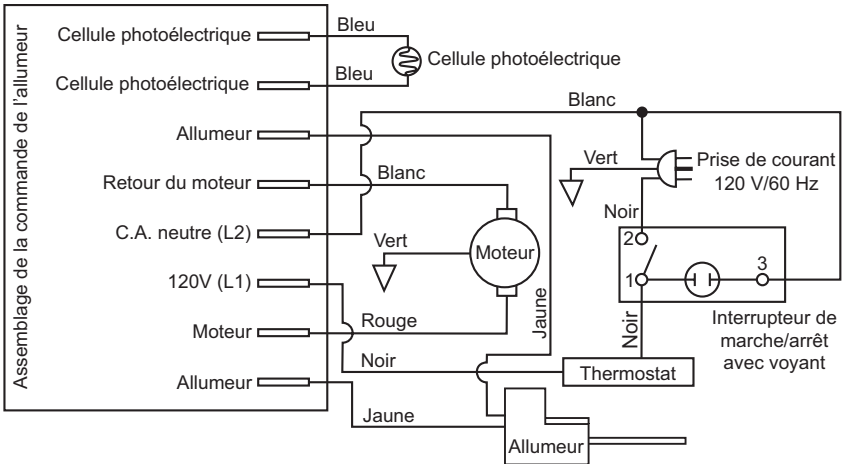 Assemblage de la commande de l'allumeur
Cellule photoélectrique
Bleu
Cellule photoélectrique
Cellule photoélectrique
Bleu
Allumeur
Blanc
Retour du moteur
Blanc
Vert
Prise de courant
120 V/60 Hz
Noir
C.A. neutre (L2)
Vert
Moteur
2
1
3
120V (L1)
Jaune
Moteur
Rouge
Noir
Interrupteur de
marche/arrêt
avec voyant
Noir
Thermostat
Allumeur
Jaune
Allumeur